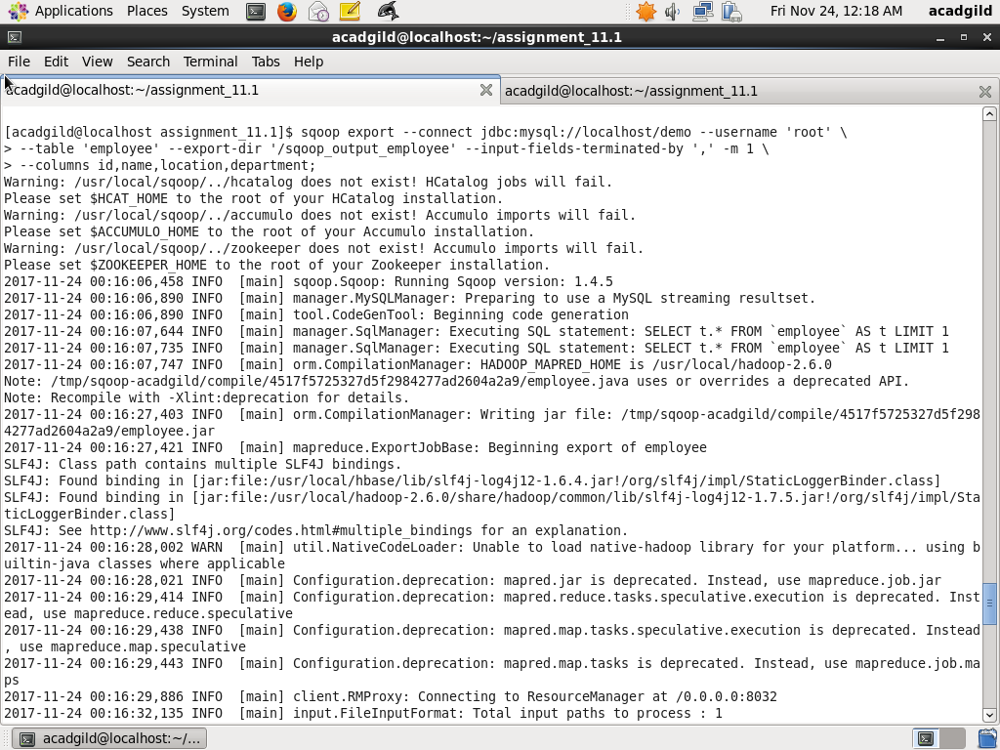 Applications Places System Fri Nov 24, 12:18 AM acadgild
acadgild@localhost:~/assignment_11.1
File Edit View Search Terminal Tabs Help
acadgild@localhost:~/assignment_11.1 acadgild@localhost:~/assignment_11.1
[acadgild@localhost assignment_11.1]$ sqoop export --connect jdbc:mysql://localhost/demo --username 'root' \
> --table 'employee' --export-dir '/sqoop_output_employee' --input-fields-terminated-by ',' -m 1 \
> --columns id,name,location,department;
Warning: /usr/local/sqoop/../hcatalog does not exist! HCatalog jobs will fail.
Please set $HCAT_HOME to the root of your HCatalog installation.
Warning: /usr/local/sqoop/../accumulo does not exist! Accumulo imports will fail.
Please set $ACCUMULO_HOME to the root of your Accumulo installation.
Warning: /usr/local/sqoop/../zookeeper does not exist! Accumulo imports will fail.
Please set $ZOOKEEPER_HOME to the root of your Zookeeper installation.
2017-11-24 00:16:06,458 INFO  [main] sqoop.Sqoop: Running Sqoop version: 1.4.5
2017-11-24 00:16:06,890 INFO  [main] manager.MySQLManager: Preparing to use a MySQL streaming resultset.
2017-11-24 00:16:06,890 INFO  [main] tool.CodeGenTool: Beginning code generation
2017-11-24 00:16:07,644 INFO  [main] manager.SqlManager: Executing SQL statement: SELECT t.* FROM `employee` AS t LIMIT 1
2017-11-24 00:16:07,735 INFO  [main] manager.SqlManager: Executing SQL statement: SELECT t.* FROM `employee` AS t LIMIT 1
2017-11-24 00:16:07,747 INFO  [main] orm.CompilationManager: HADOOP_MAPRED_HOME is /usr/local/hadoop-2.6.0
Note: /tmp/sqoop-acadgild/compile/4517f5725327d5f2984277ad2604a2a9/employee.java uses or overrides a deprecated API.
Note: Recompile with -Xlint:deprecation for details.
2017-11-24 00:16:27,403 INFO  [main] orm.CompilationManager: Writing jar file: /tmp/sqoop-acadgild/compile/4517f5725327d5f298
4277ad2604a2a9/employee.jar
2017-11-24 00:16:27,421 INFO  [main] mapreduce.ExportJobBase: Beginning export of employee
SLF4J: Class path contains multiple SLF4J bindings.
SLF4J: Found binding in [jar:file:/usr/local/hbase/lib/slf4j-log4j12-1.6.4.jar!/org/slf4j/impl/StaticLoggerBinder.class]
SLF4J: Found binding in [jar:file:/usr/local/hadoop-2.6.0/share/hadoop/common/lib/slf4j-log4j12-1.7.5.jar!/org/slf4j/impl/Sta
ticLoggerBinder.class]
SLF4J: See http://www.slf4j.org/codes.html#multiple_bindings for an explanation.
2017-11-24 00:16:28,002 WARN  [main] util.NativeCodeLoader: Unable to load native-hadoop library for your platform... using b
uiltin-java classes where applicable
2017-11-24 00:16:28,021 INFO  [main] Configuration.deprecation: mapred.jar is deprecated. Instead, use mapreduce.job.jar
2017-11-24 00:16:29,414 INFO  [main] Configuration.deprecation: mapred.reduce.tasks.speculative.execution is deprecated. Inst
ead, use mapreduce.reduce.speculative
2017-11-24 00:16:29,438 INFO  [main] Configuration.deprecation: mapred.map.tasks.speculative.execution is deprecated. Instead
, use mapreduce.map.speculative
2017-11-24 00:16:29,443 INFO  [main] Configuration.deprecation: mapred.map.tasks is deprecated. Instead, use mapreduce.job.ma
ps
2017-11-24 00:16:29,886 INFO  [main] client.RMProxy: Connecting to ResourceManager at /0.0.0.0:8032
2017-11-24 00:16:32,135 INFO  [main] input.FileInputFormat: Total input paths to process : 1
acadgild@localhost:~/...